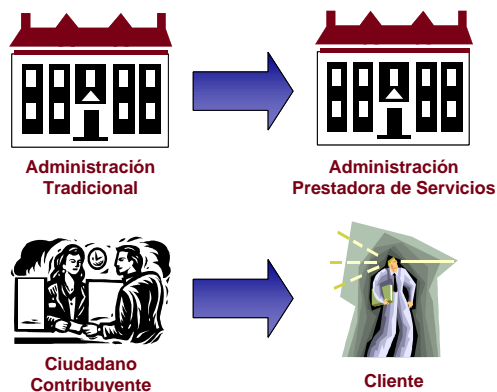 Administración
Tradicional
Administración
Prestadora de Servicios
Ciudadano
Contribuyente
Cliente